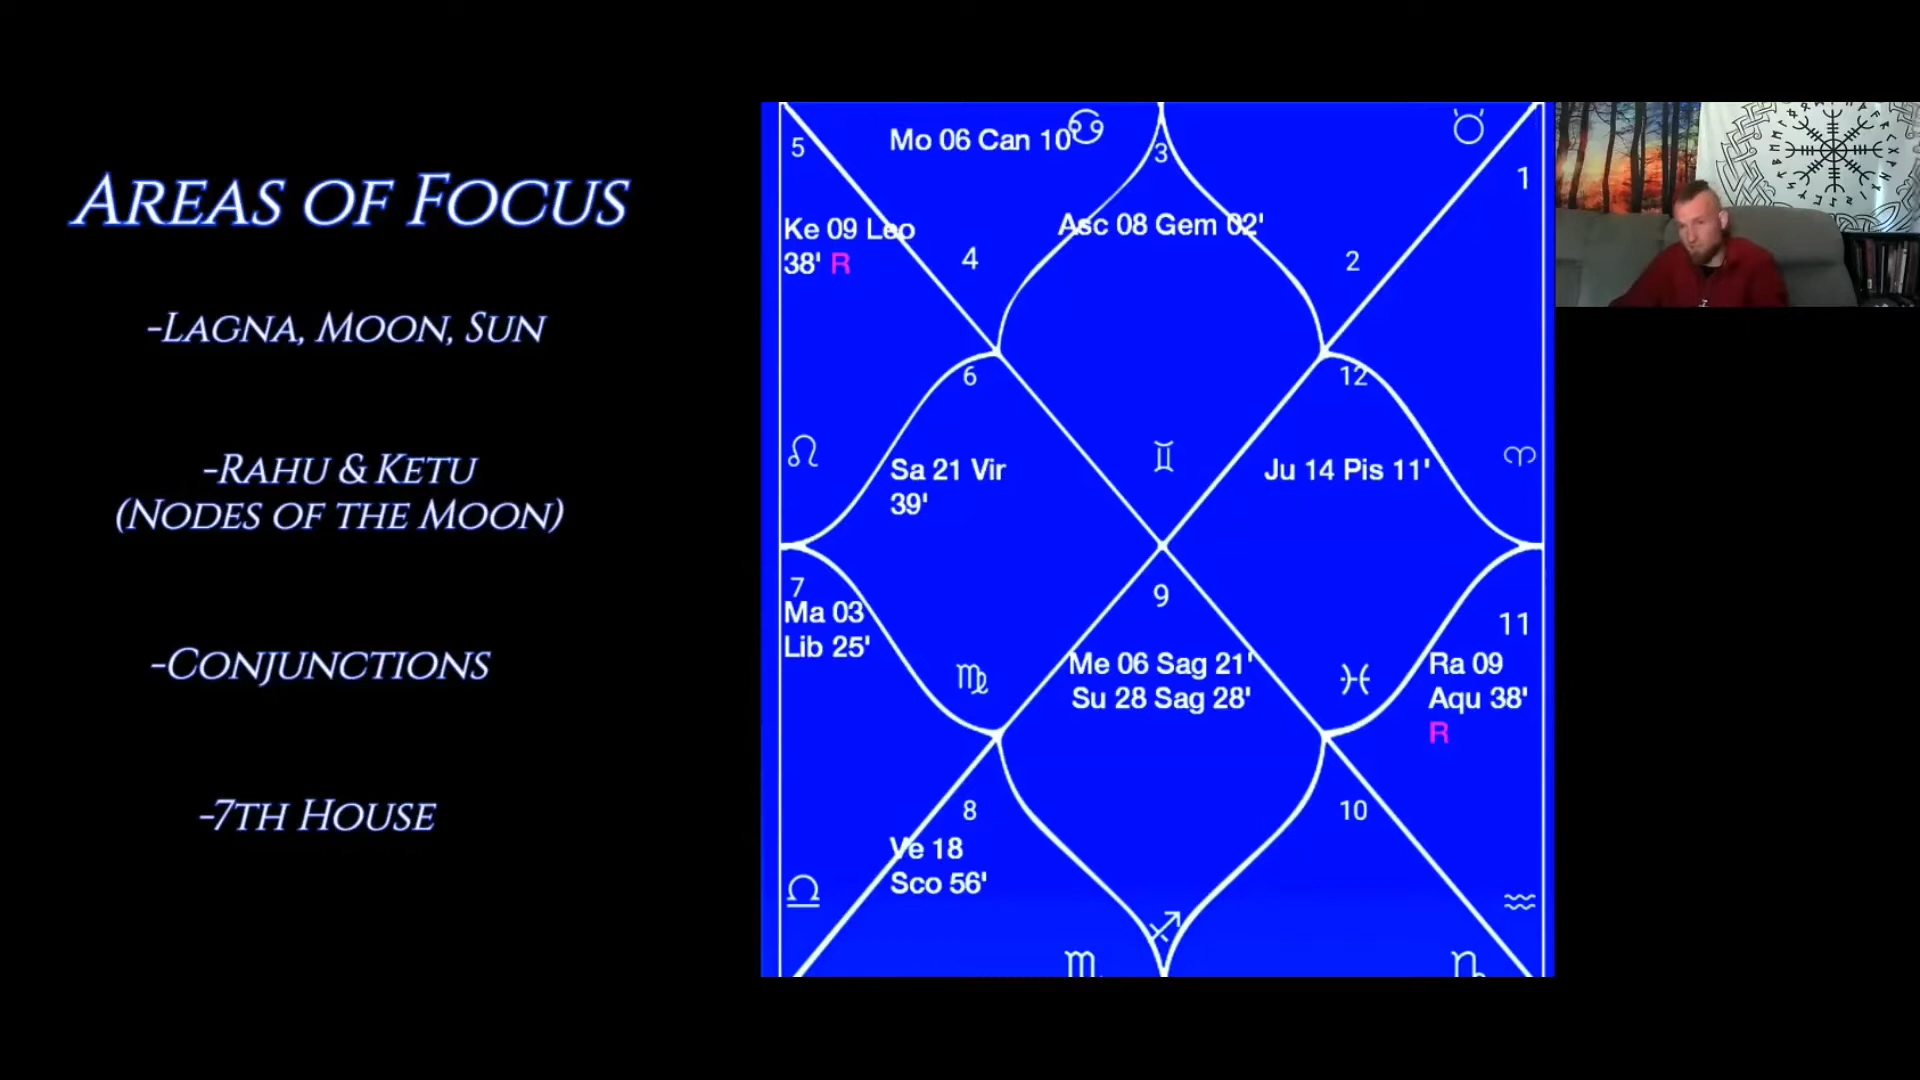 AREAS OF FOCUS
-LAGNA, MOON, SUN
-RAHU & KETU
(NODES OF THE MOON)
-CONJUNCTIONS
-7TH HOUSE
5
Mo 06 Can 10'
♋
3
♉
1
Ke 09 Leo
38' R
4
Asc 08 Gem 02'
2
6
12
♌
Sa 21 Vir
39'
♊
Ju 14 Pis 11'
♈
7
Ma 03
Lib 25'
♍
9
Me 06 Sag 21'
Su 28 Sag 28'
♓
11
Ra 09
Aqu 38'
R
8
Ve 18
Sco 56'
10
♎
♐
♒
♏
♑